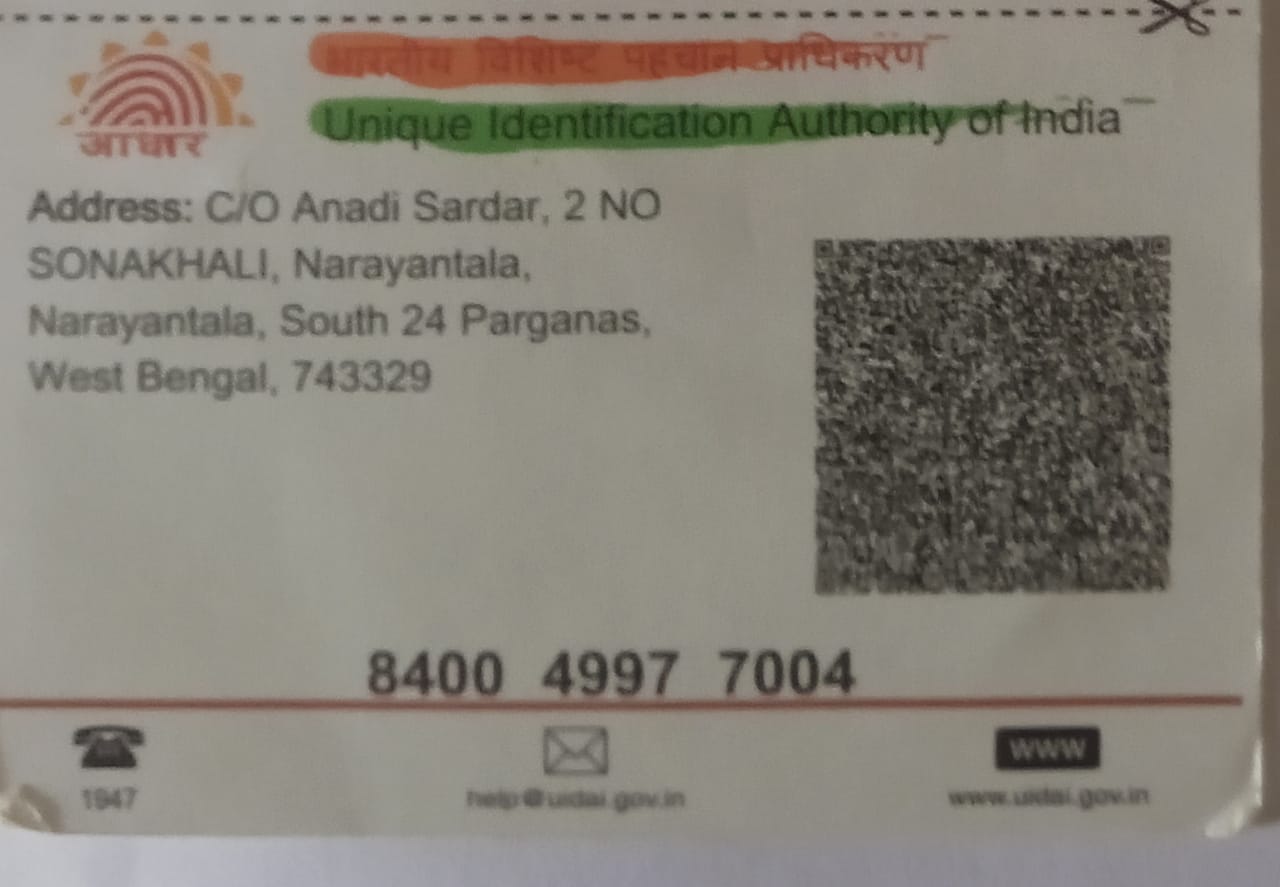 भारतीय विशिष्ट पहचान प्राधिकरण
Unique Identification Authority of India
आधार
Address: C/O Anadi Sardar, 2 NO
SONAKHALI, Narayantala,
Narayantala, South 24 Parganas,
West Bengal, 743329
8400 4997 7004
1947
help@uidai.gov.in
www
www.uidai.gov.in